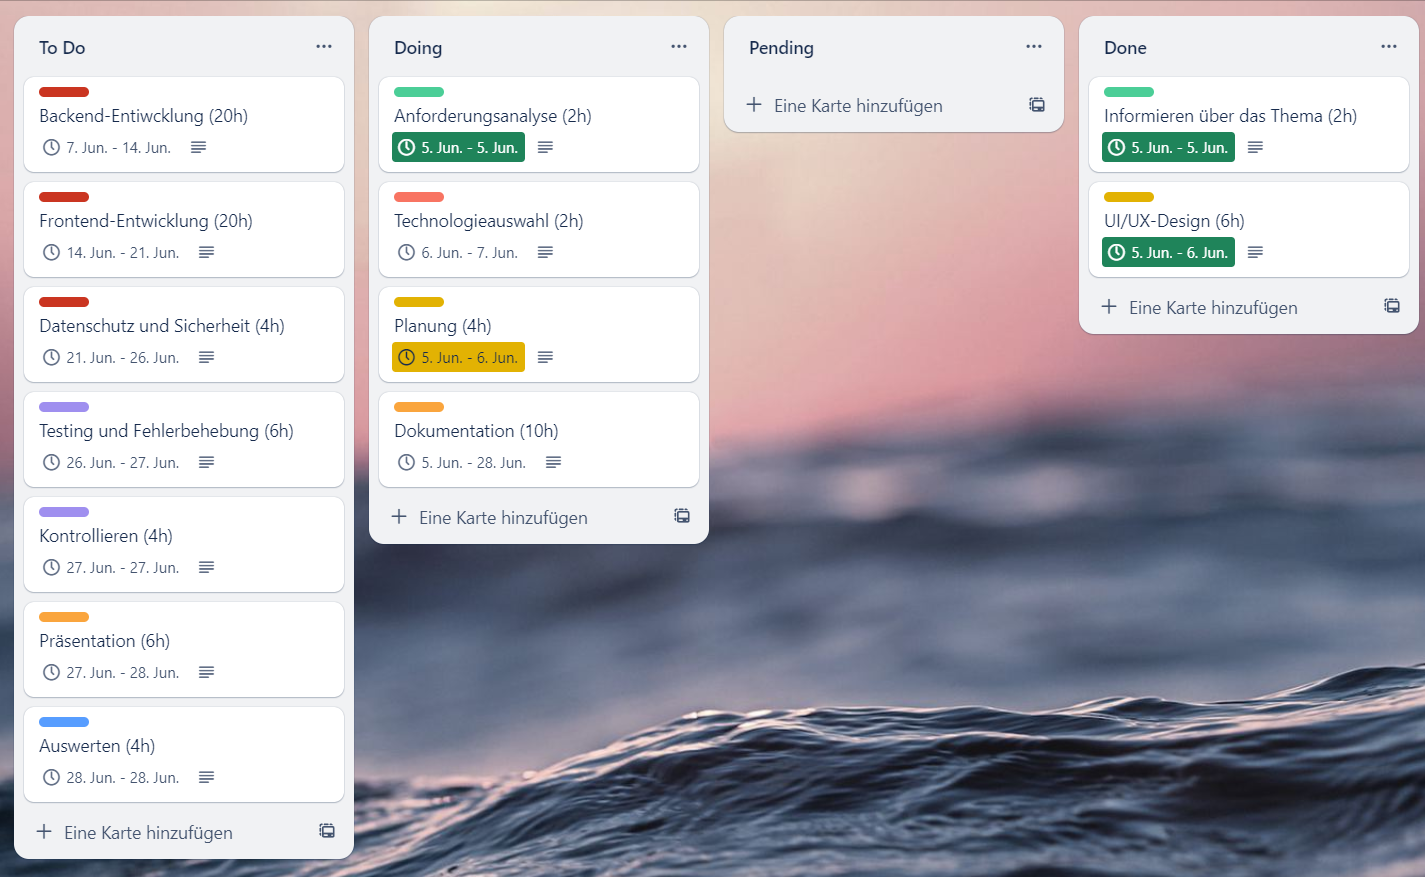 To Do
Backend-Entiwcklung (20h)
7. Jun. - 14. Jun.
Frontend-Entwicklung (20h)
14. Jun. - 21. Jun.
Datenschutz und Sicherheit (4h)
21. Jun. - 26. Jun.
Testing und Fehlerbehebung (6h)
26. Jun. - 27. Jun.
Kontrollieren (4h)
27. Jun. - 27. Jun.
Präsentation (6h)
27. Jun. - 28. Jun.
Auswerten (4h)
28. Jun. - 28. Jun.
Eine Karte hinzufügen
Doing
Anforderungsanalyse (2h)
5. Jun. - 5. Jun.
Technologieauswahl (2h)
6. Jun. - 7. Jun.
Planung (4h)
5. Jun. - 6. Jun.
Dokumentation (10h)
5. Jun. - 28. Jun.
Eine Karte hinzufügen
Pending
Eine Karte hinzufügen
Done
Informieren über das Thema (2h)
5. Jun. - 5. Jun.
UI/UX-Design (6h)
5. Jun. - 6. Jun.
Eine Karte hinzufügen